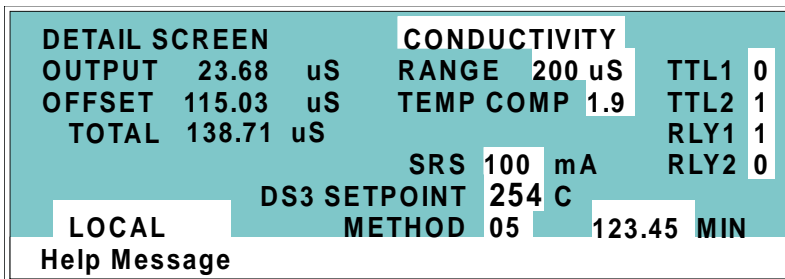 DETAIL SCREEN CONDUCTIVITY
OUTPUT 23.68 uS RANGE 200 uS TTL1 0
OFFSET 115.03 uS TEMP COMP 1.9 TTL2 1
TOTAL 138.71 uS RLY1 1
SRS 100 mA RLY2 0
DS3 SETPOINT 254 C
LOCAL METHOD 05 123.45 MIN
Help Message